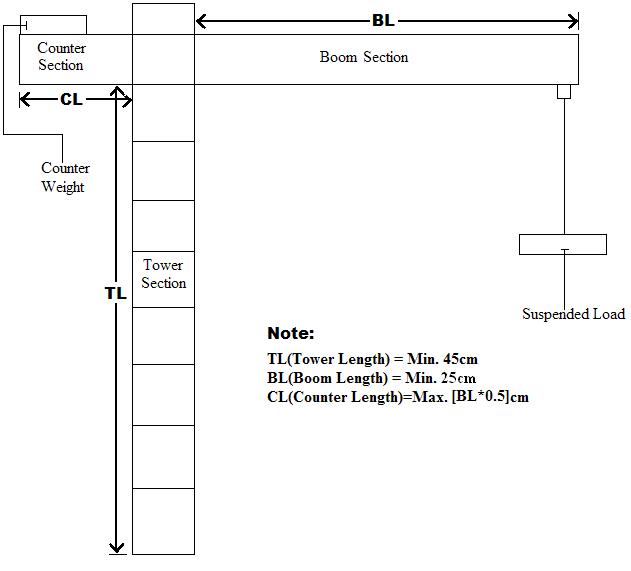 BL
Counter
Section
Boom Section
CL
Counter
Weight
Tower
Section
TL
Suspended Load
Note:
TL(Tower Length) = Min. 45cm
BL(Boom Length) = Min. 25cm
CL(Counter Length)=Max. [BL*0.5]cm